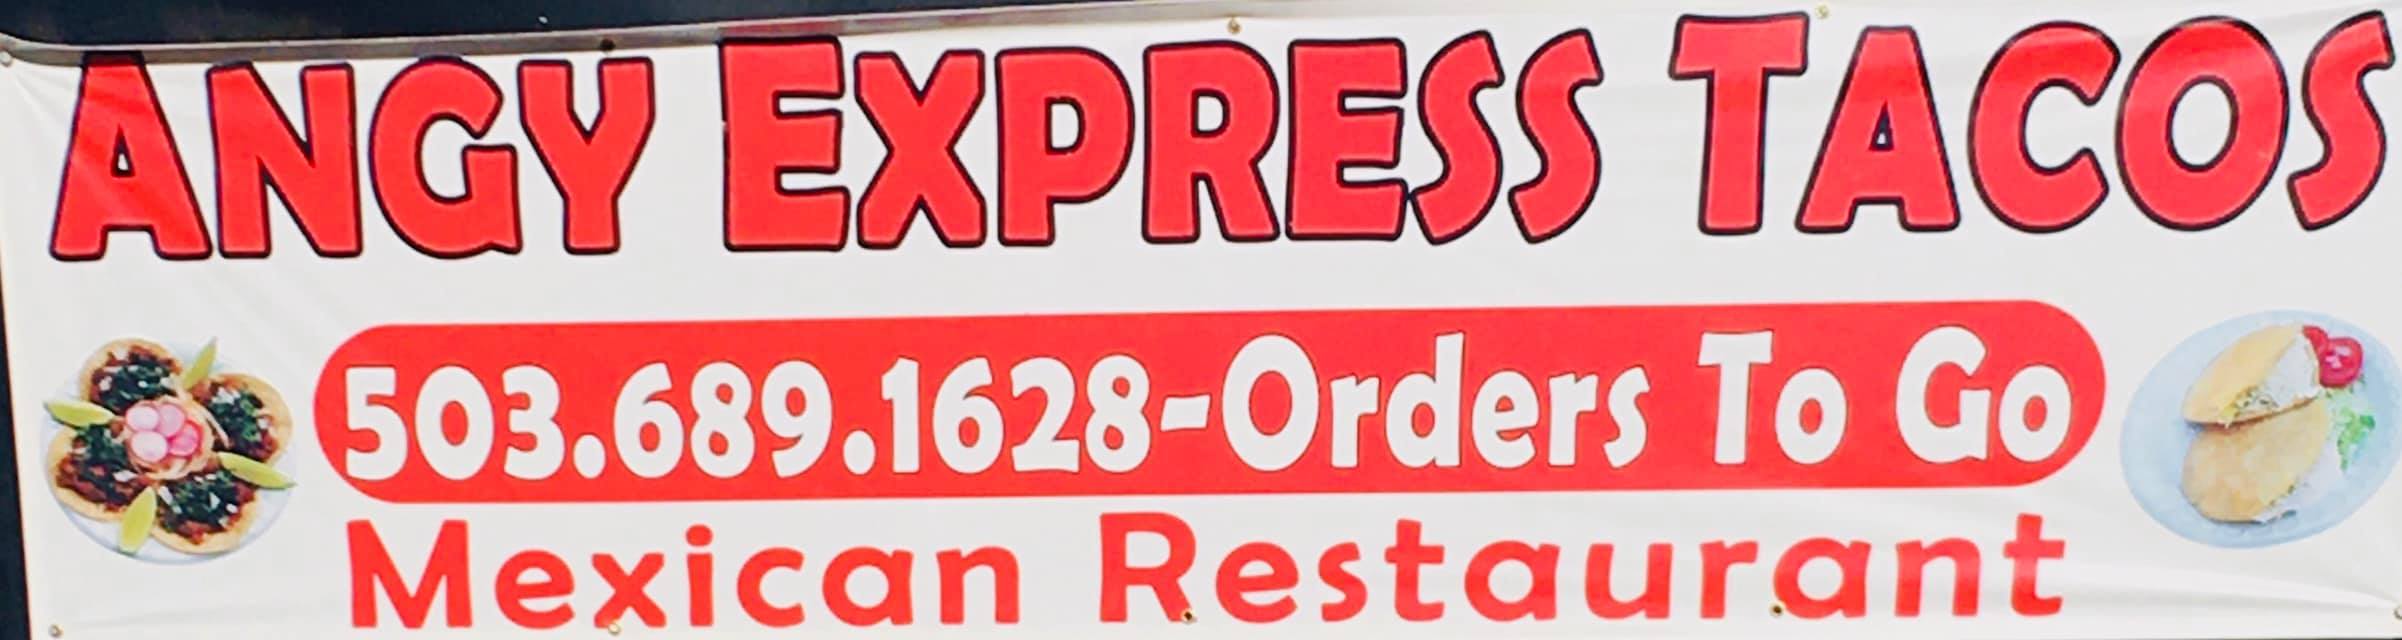 ANGY EXPRESS TACOS
503.689.1628-Orders To Go
Mexican Restaurant